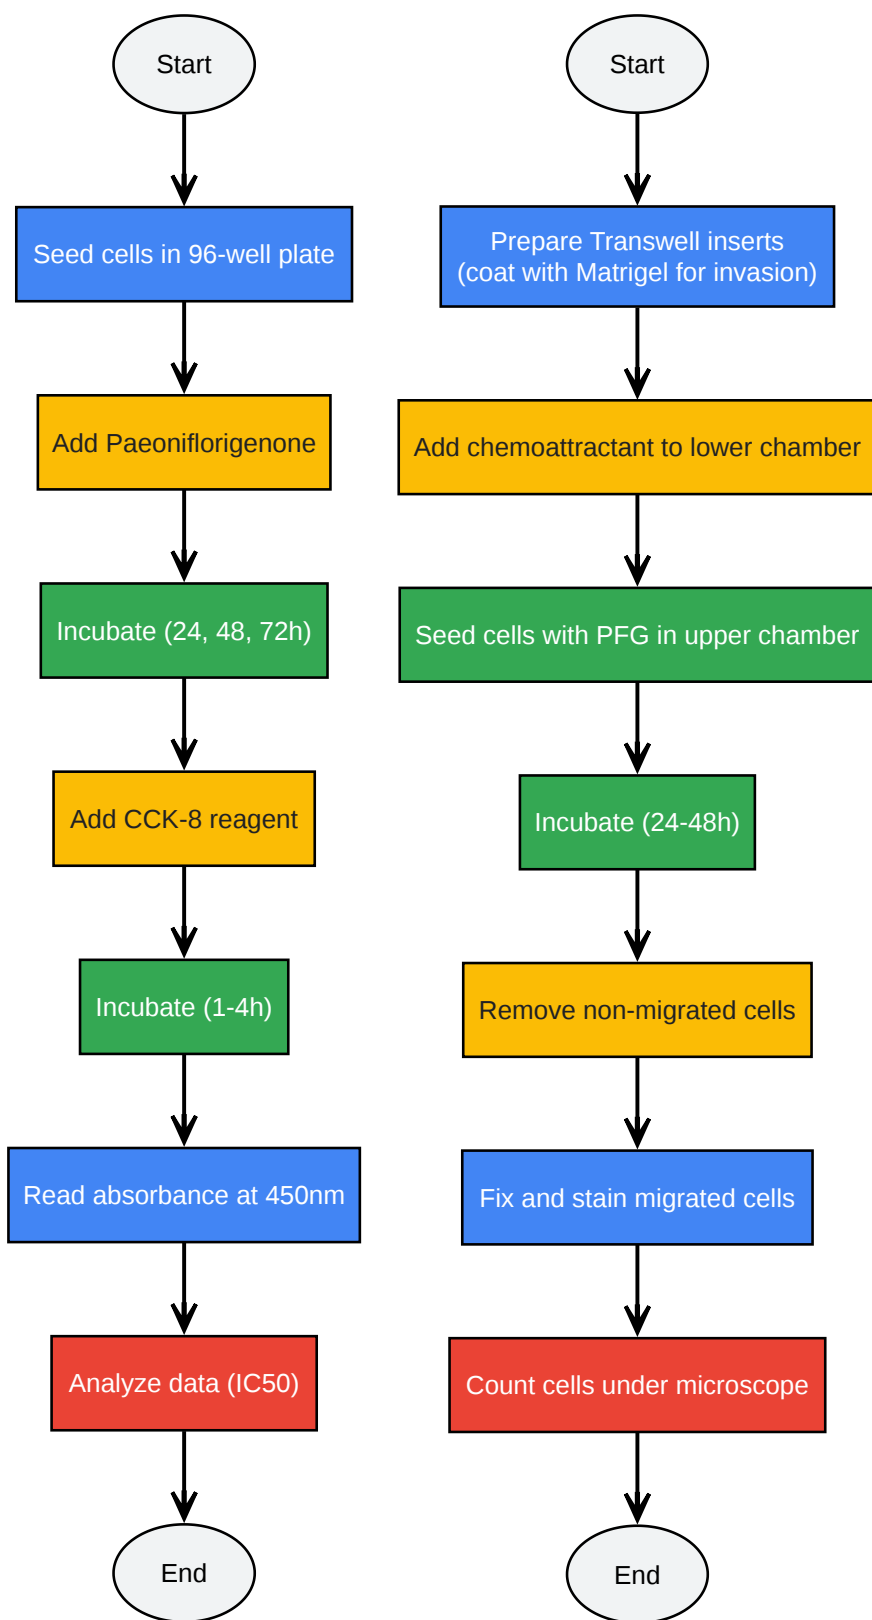 Start
Seed cells in 96-well plate
Add Paeoniflorigenone
Incubate (24, 48, 72h)
Add CCK-8 reagent
Incubate (1-4h)
Read absorbance at 450nm
Analyze data (IC50)
End
Start
Prepare Transwell inserts
(coat with Matrigel for invasion)
Add chemoattractant to lower chamber
Seed cells with PFG in upper chamber
Incubate (24-48h)
Remove non-migrated cells
Fix and stain migrated cells
Count cells under microscope
End